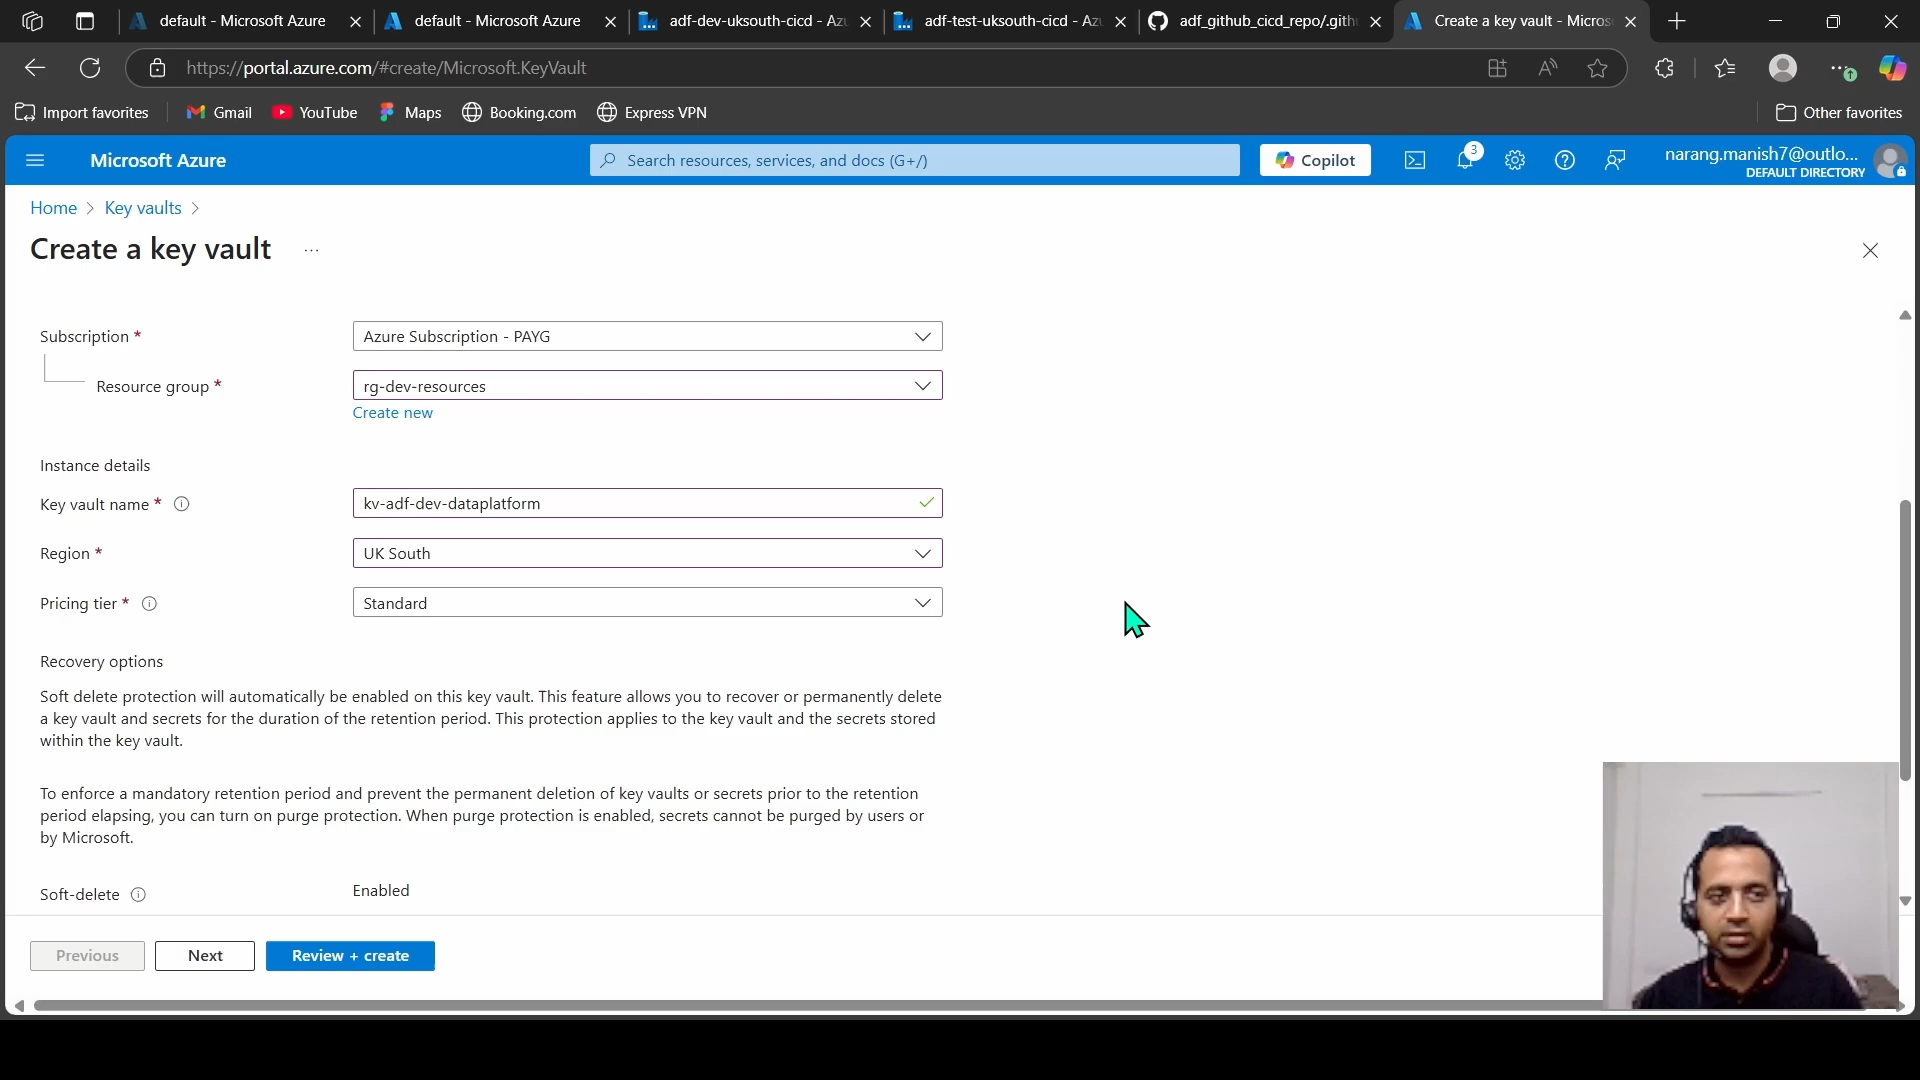 default - Microsoft Azure
default - Microsoft Azure
adf-dev-uksouth-cicd - Az
adf-test-uksouth-cicd - Az
adf_github_cicd_repo/.gith
Create a key vault - Micros
https://portal.azure.com/#create/Microsoft.KeyVault
Import favorites
Gmail
YouTube
Maps
Booking.com
Express VPN
Other favorites
Microsoft Azure
Search resources, services, and docs (G+/)
Copilot
3
narang.manish7@outlo...
DEFAULT DIRECTORY
Home > Key vaults >
Create a key vault ...
Subscription *
Azure Subscription - PAYG
Resource group *
rg-dev-resources
Create new
Instance details
Key vault name *
kv-adf-dev-dataplatform
Region *
UK South
Pricing tier *
Standard
Recovery options
Soft delete protection will automatically be enabled on this key vault. This feature allows you to recover or permanently delete
a key vault and secrets for the duration of the retention period. This protection applies to the key vault and the secrets stored
within the key vault.
To enforce a mandatory retention period and prevent the permanent deletion of key vaults or secrets prior to the retention
period elapsing, you can turn on purge protection. When purge protection is enabled, secrets cannot be purged by users or
by Microsoft.
Soft-delete
Enabled
Previous
Next
Review + create